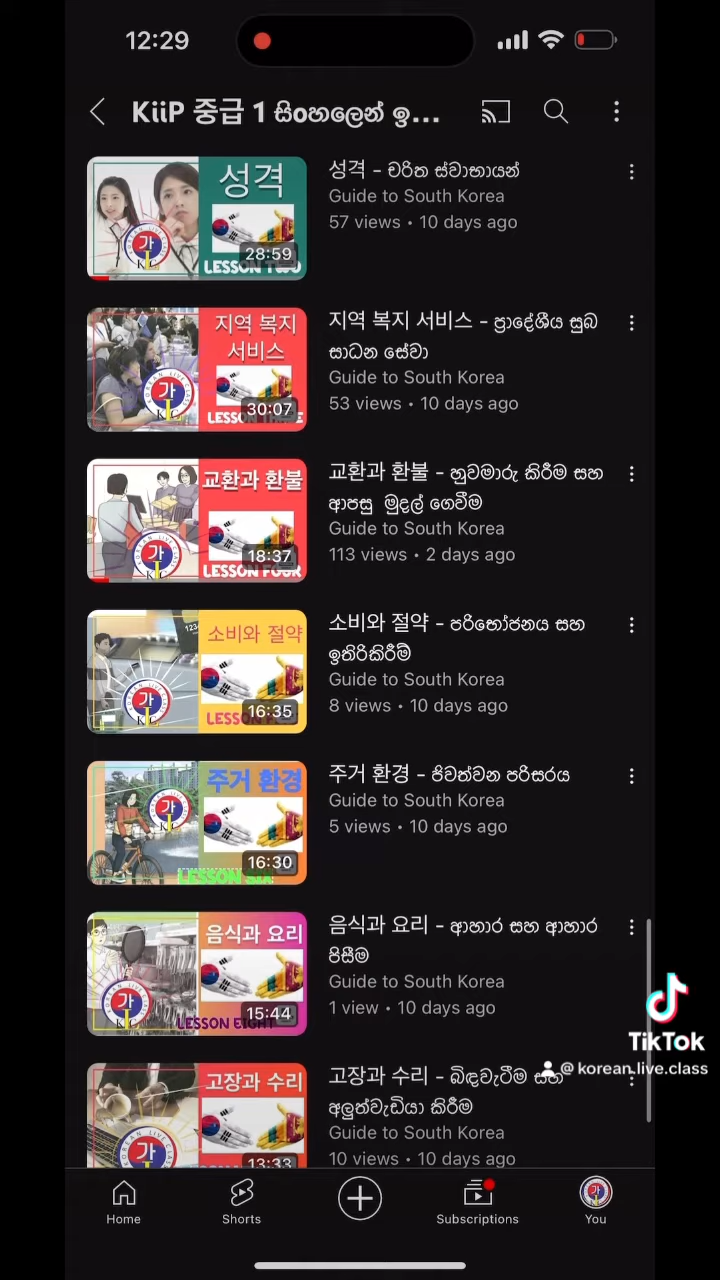 12:29
KiiP 중급 1 සිංහලෙන් ඉ...
성격
28:59
LESSON TWO
성격 - චරිත ස්වාභායන්
Guide to South Korea
57 views • 10 days ago
지역 복지
서비스
30:07
지역 복지 서비스 - ප්‍රාදේශීය සුබ
සාධන සේවා
Guide to South Korea
53 views • 10 days ago
교환과 환불
18:37
LESSON FOUR
교환과 환불 - හුවමාරු කිරීම සහ
ආපසු මුදල් ගෙවීම
Guide to South Korea
113 views • 2 days ago
소비와 절약
16:35
LESSON
소비와 절약 - පරිභෝජනය සහ
ඉතිරිකිරීම්
Guide to South Korea
8 views • 10 days ago
주거 환경
16:30
LESSON SIX
주거 환경 - ජීවත්වන පරිසරය
Guide to South Korea
5 views • 10 days ago
음식과 요리
15:44
LESSON EIGHT
음식과 요리 - ආහාර සහ ආහාර
පිසීම
Guide to South Korea
1 view • 10 days ago
고장과 수리
13:33
고장과 수리 - බිඳවැටීම සහ
අලුත්වැඩියා කිරීම
Guide to South Korea
10 views • 10 days ago
TikTok
@korean.live.class
Home
Shorts
Subscriptions
You